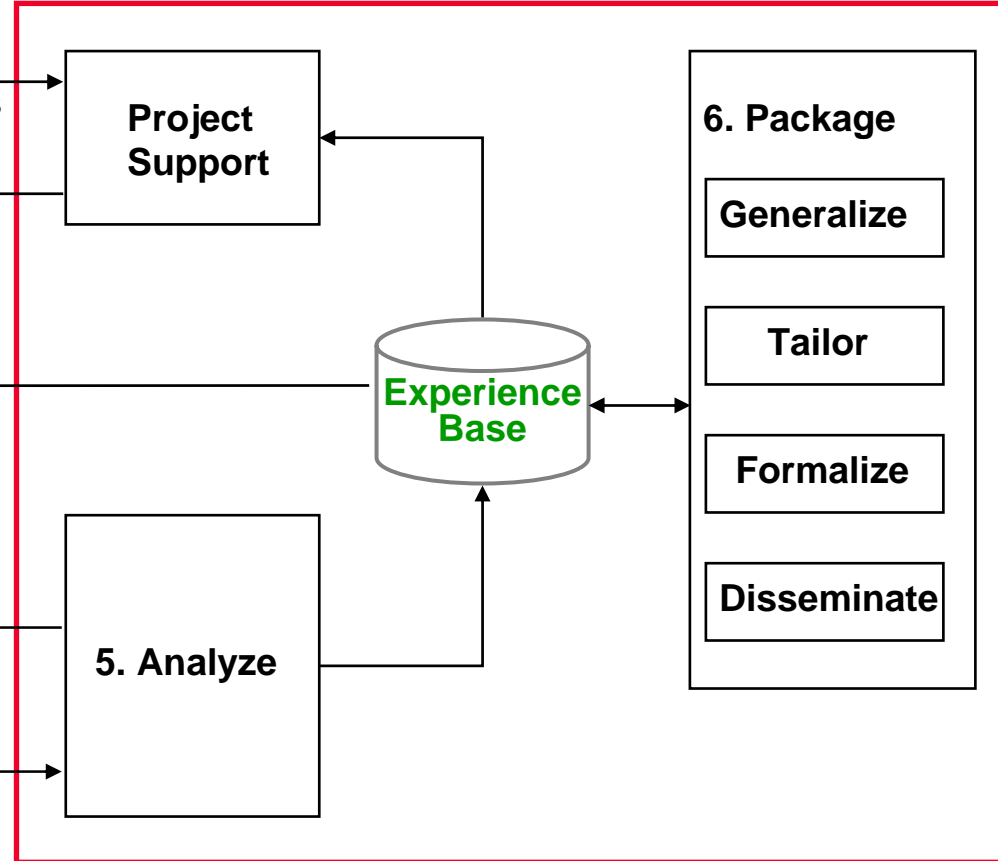 Project
Support
6. Package
Generalize
Tailor
Experience
Base
Formalize
Disseminate
5. Analyze